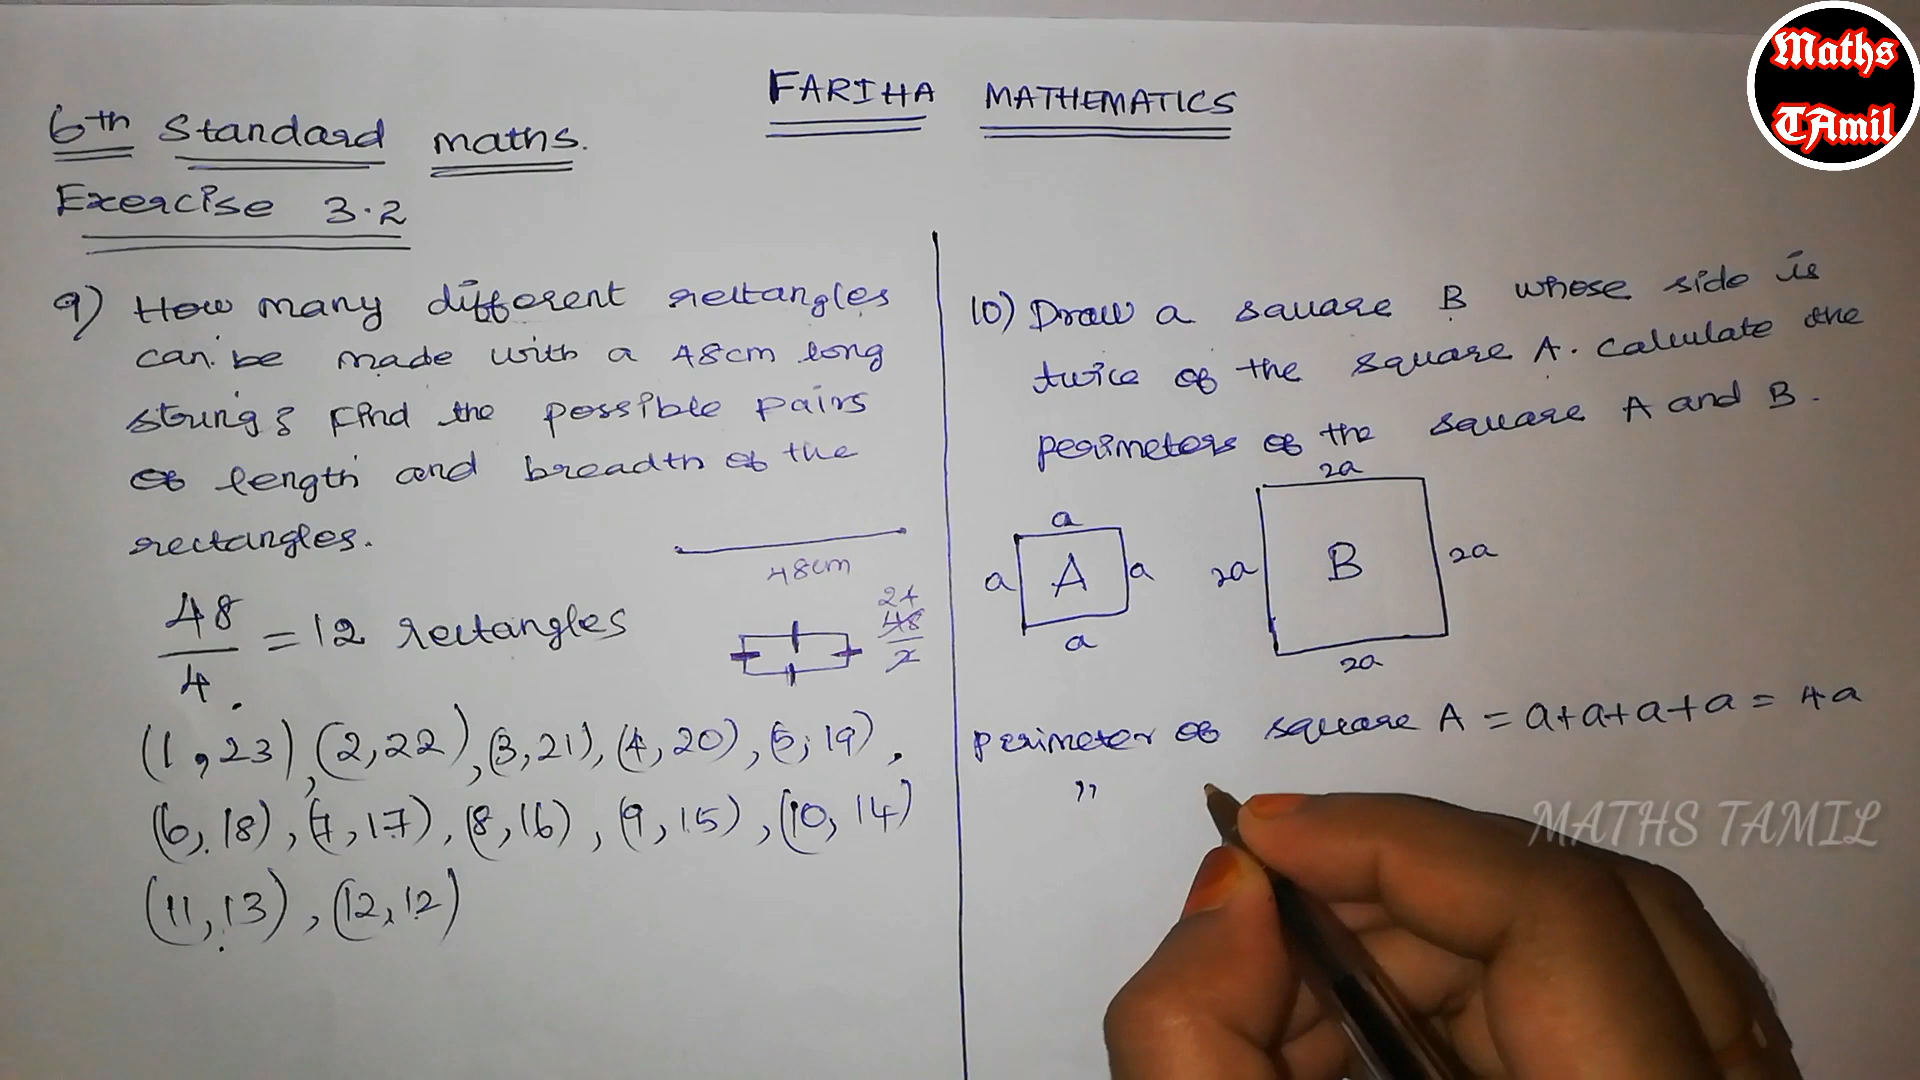 FARIHA MATHEMATICS
Maths
TAmil
6th Standard maths.
Exercise 3.2
9) How many different rectangles
can be made with a 48cm long
string? Find the possible pairs
of length and breadth of the
rectangles.
48cm
48/4 = 12 rectangles
24
48
2
(1,23), (2,22), (3,21), (4,20), (5,19),
(6,18), (7,17), (8,16), (9,15), (10,14)
(11,13), (12,12)
10) Draw a square B whose side is
twice of the square A. Calculate the
perimeters of the square A and B.
a
a A a
a
2a
2a B 2a
2a
perimeter of square A = a+a+a+a = 4a
"
MATHS TAMIL